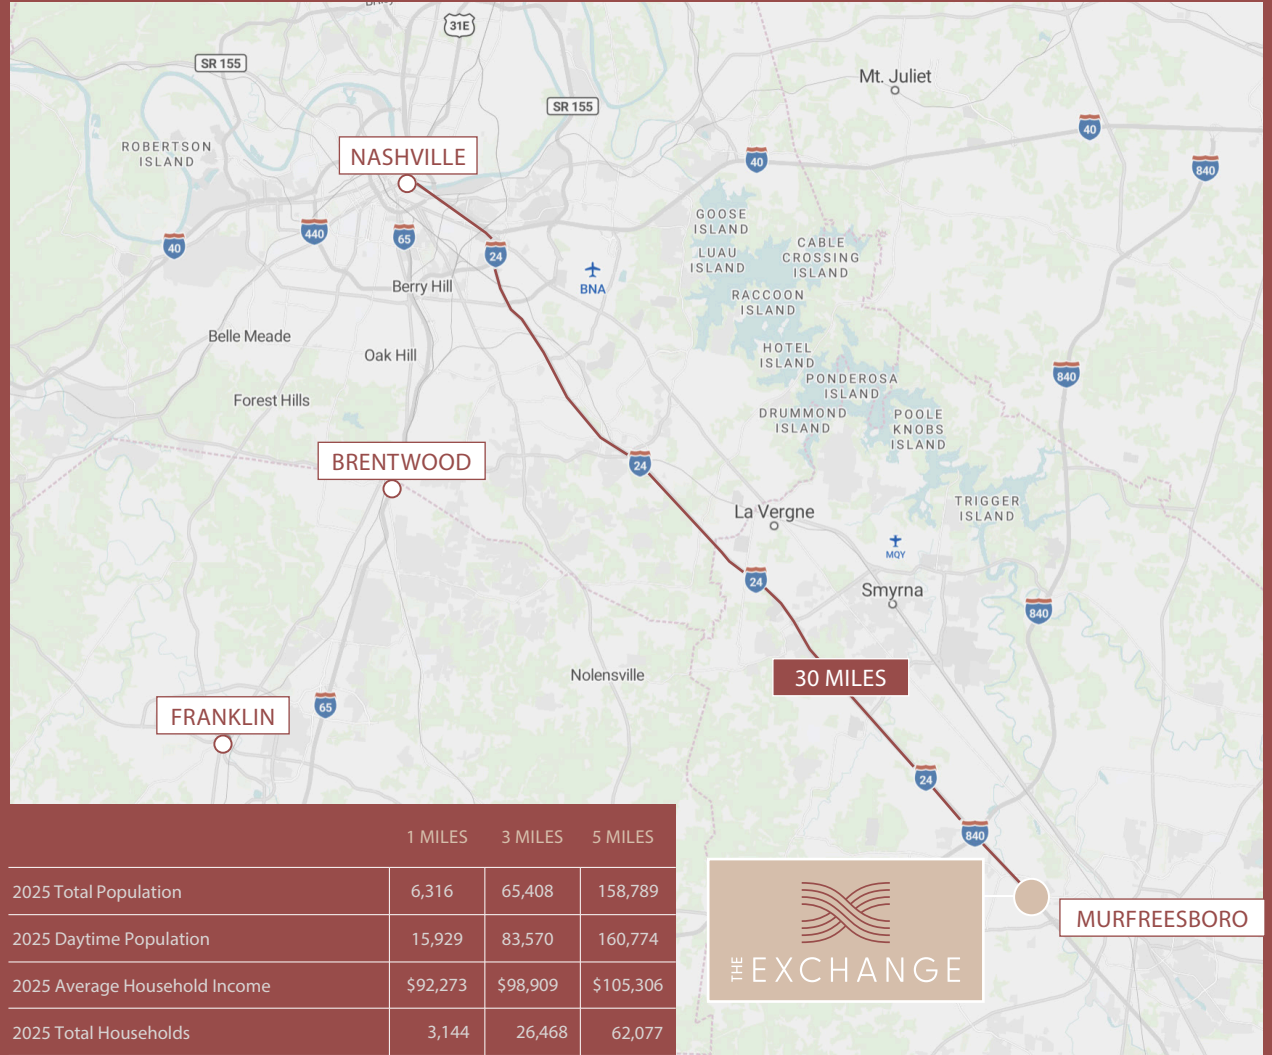 31E
SR 155
SR 155
Mt. Juliet
40
40
840
ROBERTSON
ISLAND
NASHVILLE
GOOSE
ISLAND
LUAU
ISLAND
CABLE
CROSSING
ISLAND
40
440
65
24
BNA
Berry Hill
RACCOON
ISLAND
Belle Meade
Oak Hill
HOTEL
ISLAND
PONDEROSA
ISLAND
840
Forest Hills
DRUMMOND
ISLAND
POOLE
KNOBS
ISLAND
BRENTWOOD
24
La Vergne
TRIGGER
ISLAND
MQY
24
Smyrna
840
Nolensville
30 MILES
FRANKLIN
65
24
840
MURFREESBORO
THE EXCHANGE
1 MILES 3 MILES 5 MILES
2025 Total Population 6,316 65,408 158,789
2025 Daytime Population 15,929 83,570 160,774
2025 Average Household Income $92,273 $98,909 $105,306
2025 Total Households 3,144 26,468 62,077